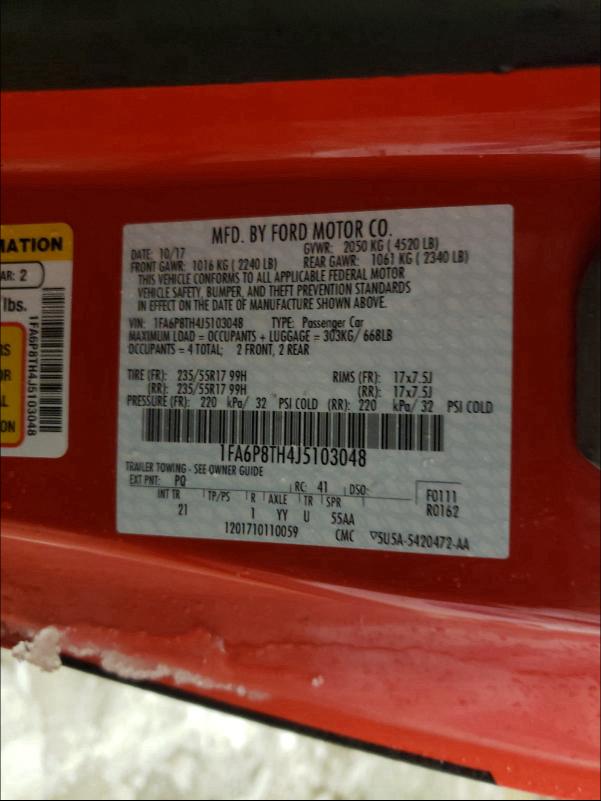 MFD. BY FORD MOTOR CO.
DATE: 10/17 GVWR: 2050 KG ( 4520 LB)
FRONT GAWR: 1016 KG ( 2240 LB) REAR GAWR: 1061 KG ( 2340 LB)
THIS VEHICLE CONFORMS TO ALL APPLICABLE FEDERAL MOTOR
VEHICLE SAFETY, BUMPER, AND THEFT PREVENTION STANDARDS
IN EFFECT ON THE DATE OF MANUFACTURE SHOWN ABOVE.
VIN: 1FA6P8TH4J5103048 TYPE: Passenger Car
MAXIMUM LOAD = OCCUPANTS + LUGGAGE = 303KG/ 668LB
OCCUPANTS = 4 TOTAL; 2 FRONT, 2 REAR
TIRE (FR): 235/55R17 99H RIMS (FR): 17x7.5J
(RR): 235/55R17 99H (RR): 17x7.5J
PRESSURE (FR): 220 kPa/ 32 PSI COLD (RR): 220 kPa/ 32 PSI COLD
1FA6P8TH4J5103048
TRAILER TOWING - SEE OWNER GUIDE
EXT PNT: PQ RC: 41 DSO: F0111
INT TR TP/PS R AXLE TR SPR R0162
21 1 YY U 55AA
1201710110059 CMC ▽5U5A-5420472-AA
MATION
AR: 2
lbs.
1FA6P8TH4J5103048
RS
OR
AL
ON